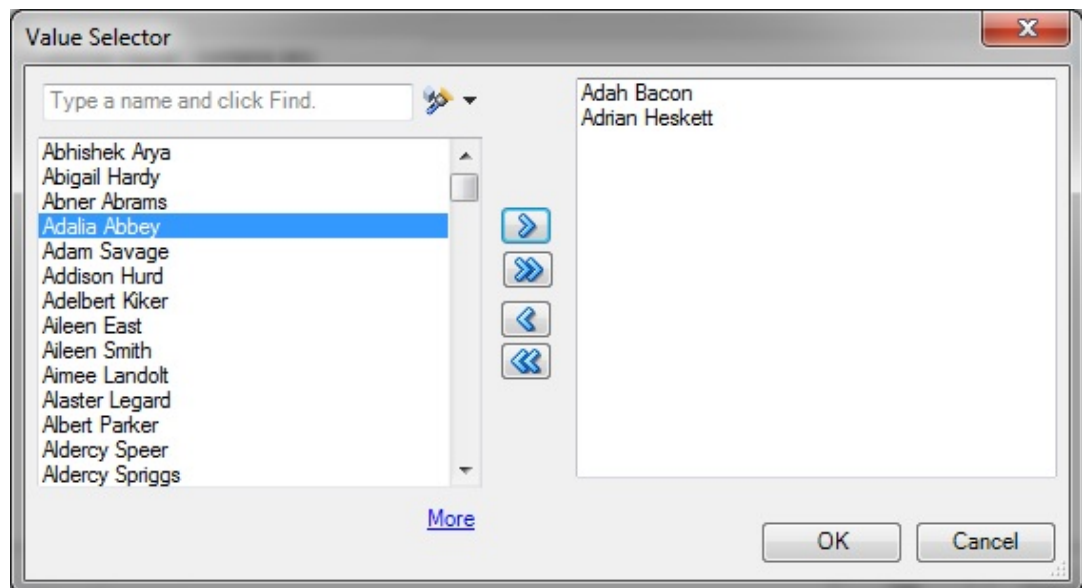 Value Selector
Type a name and click Find.
Abhishek Arya
Abigail Hardy
Abner Abrams
Adalia Abbey
Adam Savage
Addison Hurd
Adelbert Kiker
Aileen East
Aileen Smith
Aimee Landolt
Alaster Legard
Albert Parker
Aldercy Speer
Aldercy Spriggs
More
Adah Bacon
Adrian Heskett
OK
Cancel